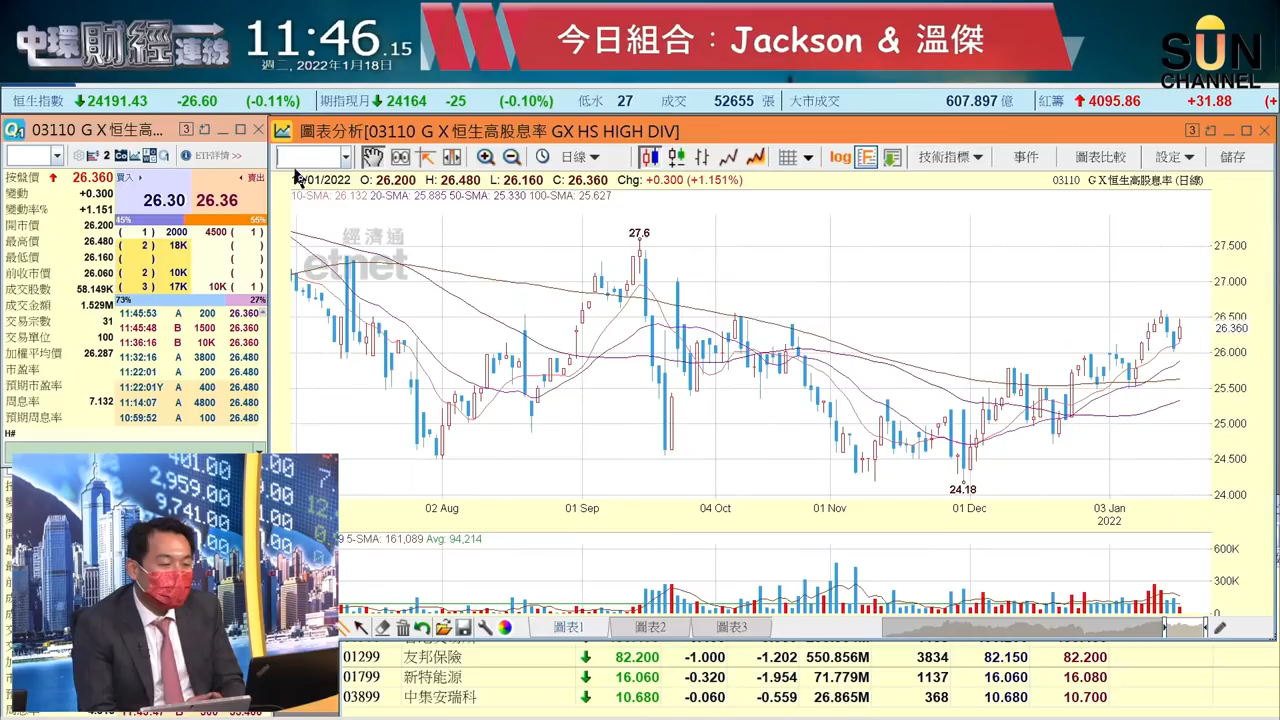 中環財經連線
11:46.15
週二, 2022年1月18日
今日組合：Jackson & 溫傑
SUN
CHANNEL
恒生指數 24191.43 -26.60 (-0.11%) 期指現月 24164 -25 (-0.10%) 低水 27 成交 52655 張 大市成交 607.897 億 紅籌 4095.86 +31.88 (+
03110 G X 恒生高... 3
圖表分析[03110 G X 恒生高股息率 GX HS HIGH DIV] 3
2 ETF詳情 >>
日線 log 技術指標 事件 圖表比較 設定 儲存
按盤價 26.360
變動 +0.300
變動率% +1.151
開市價 26.200
最高價 26.480
最低價 26.160
前收市價 26.060
成交股數 58.149K
成交金額 1.529M
交易宗數 31
交易單位 100
加權平均價 26.287
市盈率
預期市盈率
周息率 7.132
預期周息率
H#
買入 賣出
26.30 26.36
45% 55%
( 1) 2000 4500 ( 1)
( 2) 18K ( )
( ) ( )
( 2) 10K ( )
( 3) 17K 10K ( 1)
73% 27%
11:45:53 A 200 26.360
11:45:48 B 1500 26.360
11:36:16 B 10K 26.360
11:32:16 A 3800 26.480
11:22:01 A 200 26.480
11:22:01Y A 400 26.480
11:14:07 A 4800 26.480
10:59:52 A 100 26.480
/01/2022 O: 26.200 H: 26.480 L: 26.160 C: 26.360 Chg: +0.300 (+1.151%) 03110 G X 恒生高股息率 (日線)
10-SMA: 26.132 20-SMA: 25.885 50-SMA: 25.330 100-SMA: 25.627
經濟通
etnet
27.6
24.18
27.500
27.000
26.500
26.360
26.000
25.500
25.000
24.500
24.000
02 Aug 01 Sep 04 Oct 01 Nov 01 Dec 03 Jan
2022
9 5-SMA: 161,089 Avg: 94,214
600K
300K
0
圖表1 圖表2 圖表3
01299 友邦保險 82.200 -1.000 -1.202 550.856M 3834 82.150 82.200
01799 新特能源 16.060 -0.320 -1.954 71.779M 1137 16.060 16.080
03899 中集安瑞科 10.680 -0.060 -0.559 26.865M 368 10.680 10.700
401.00
2,959.00
9,741.00